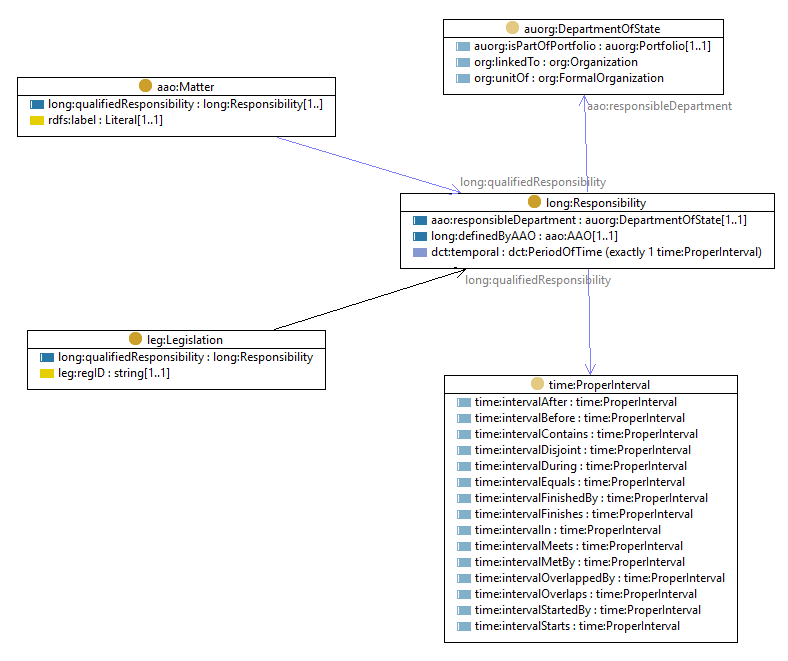 auorg:DepartmentOfState
auorg:isPartOfPortfolio : auorg:Portfolio[1..1]
org:linkedTo : org:Organization
org:unitOf : org:FormalOrganization
aao:Matter
long:qualifiedResponsibility : long:Responsibility[1..]
rdfs:label : Literal[1..1]
aao:responsibleDepartment
long:qualifiedResponsibility
long:Responsibility
aao:responsibleDepartment : auorg:DepartmentOfState[1..1]
long:definedByAAO : aao:AAO[1..1]
dct:temporal : dct:PeriodOfTime (exactly 1 time:ProperInterval)
long:qualifiedResponsibility
leg:Legislation
long:qualifiedResponsibility : long:Responsibility
leg:regID : string[1..1]
time:ProperInterval
time:intervalAfter : time:ProperInterval
time:intervalBefore : time:ProperInterval
time:intervalContains : time:ProperInterval
time:intervalDisjoint : time:ProperInterval
time:intervalDuring : time:ProperInterval
time:intervalEquals : time:ProperInterval
time:intervalFinishedBy : time:ProperInterval
time:intervalFinishes : time:ProperInterval
time:intervalIn : time:ProperInterval
time:intervalMeets : time:ProperInterval
time:intervalMetBy : time:ProperInterval
time:intervalOverlappedBy : time:ProperInterval
time:intervalOverlaps : time:ProperInterval
time:intervalStartedBy : time:ProperInterval
time:intervalStarts : time:ProperInterval